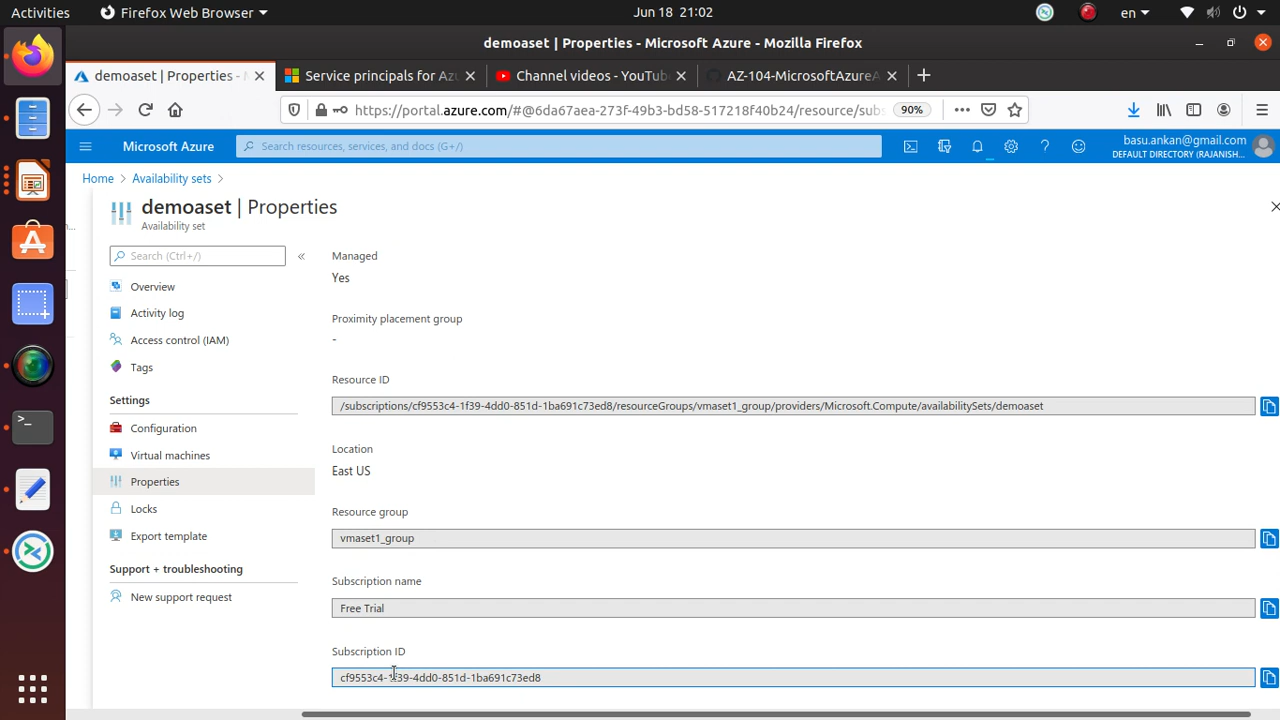 Activities
Firefox Web Browser
Jun 18 21:02
en
demoaset | Properties - Microsoft Azure - Mozilla Firefox
demoaset | Properties -
Service principals for Az
Channel videos - YouTub
AZ-104-MicrosoftAzureA
https://portal.azure.com/#@6da67aea-273f-49b3-bd58-517218f40b24/resource/subs
90%
Microsoft Azure
Search resources, services, and docs (G+/)
basu.ankan@gmail.com
DEFAULT DIRECTORY (RAJANISH...
Home
Availability sets
demoaset | Properties
Availability set
Search (Ctrl+/)
Overview
Activity log
Access control (IAM)
Tags
Settings
Configuration
Virtual machines
Properties
Locks
Export template
Support + troubleshooting
New support request
Managed
Yes
Proximity placement group
-
Resource ID
/subscriptions/cf9553c4-1f39-4dd0-851d-1ba691c73ed8/resourceGroups/vmaset1_group/providers/Microsoft.Compute/availabilitySets/demoaset
Location
East US
Resource group
vmaset1_group
Subscription name
Free Trial
Subscription ID
cf9553c4-1f39-4dd0-851d-1ba691c73ed8